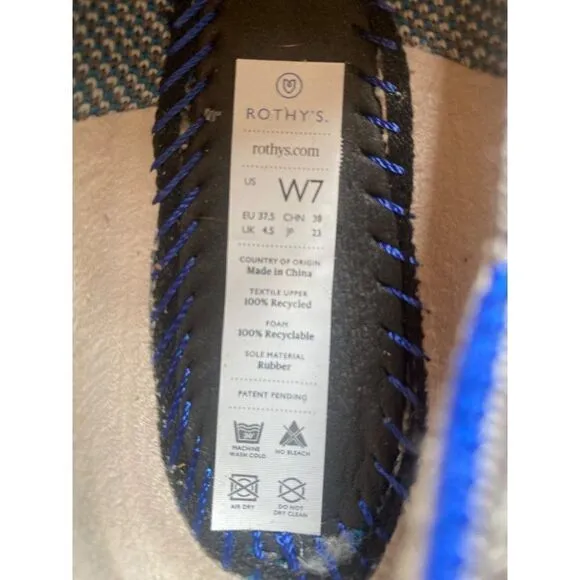 ROTHY'S
rothys.com
US W7
EU 37.5 CHN 38
UK 4.5 JP 23
COUNTRY OF ORIGIN
Made in China
TEXTILE UPPER
100% Recycled
FOAM
100% Recyclable
SOLE MATERIAL
Rubber
PATENT PENDING
30°
MACHINE WASH COLD
NO BLEACH
AIR DRY
DO NOT DRY CLEAN